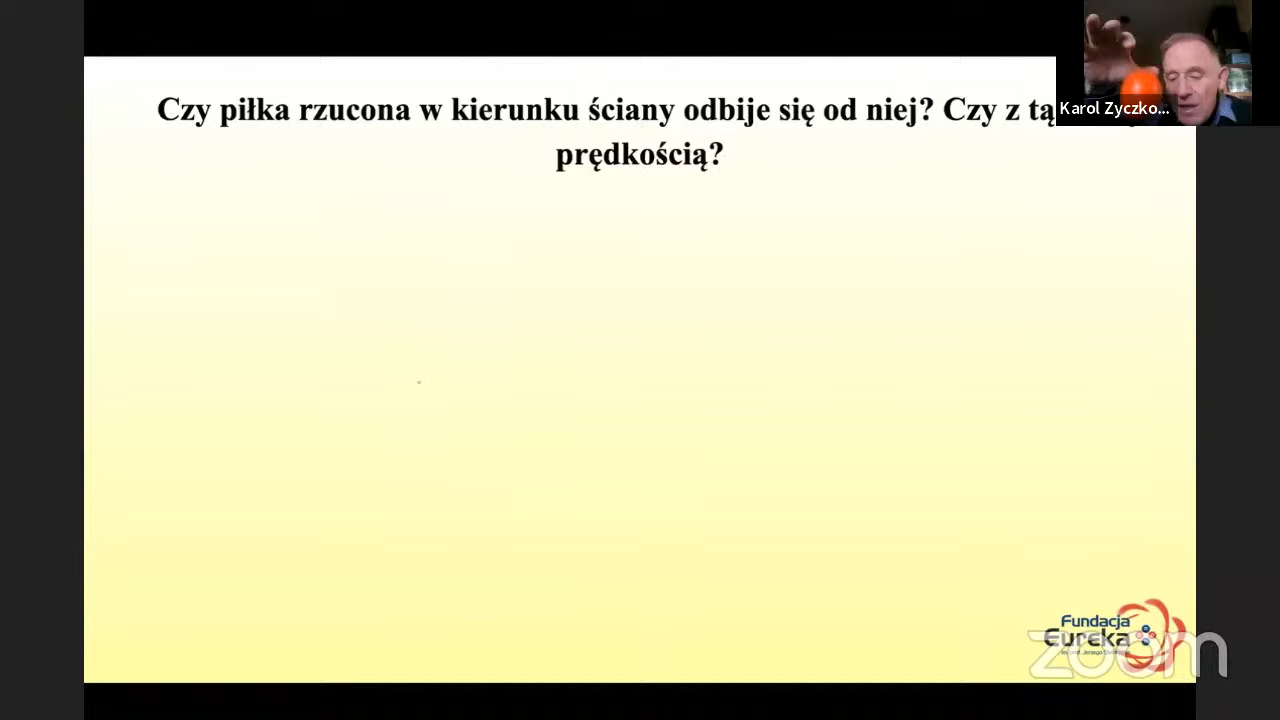 Czy piłka rzucona w kierunku ściany odbije się od niej? Czy z tą
prędkością?
Karol Zyczko...
Fundacja
Eureka
zoom